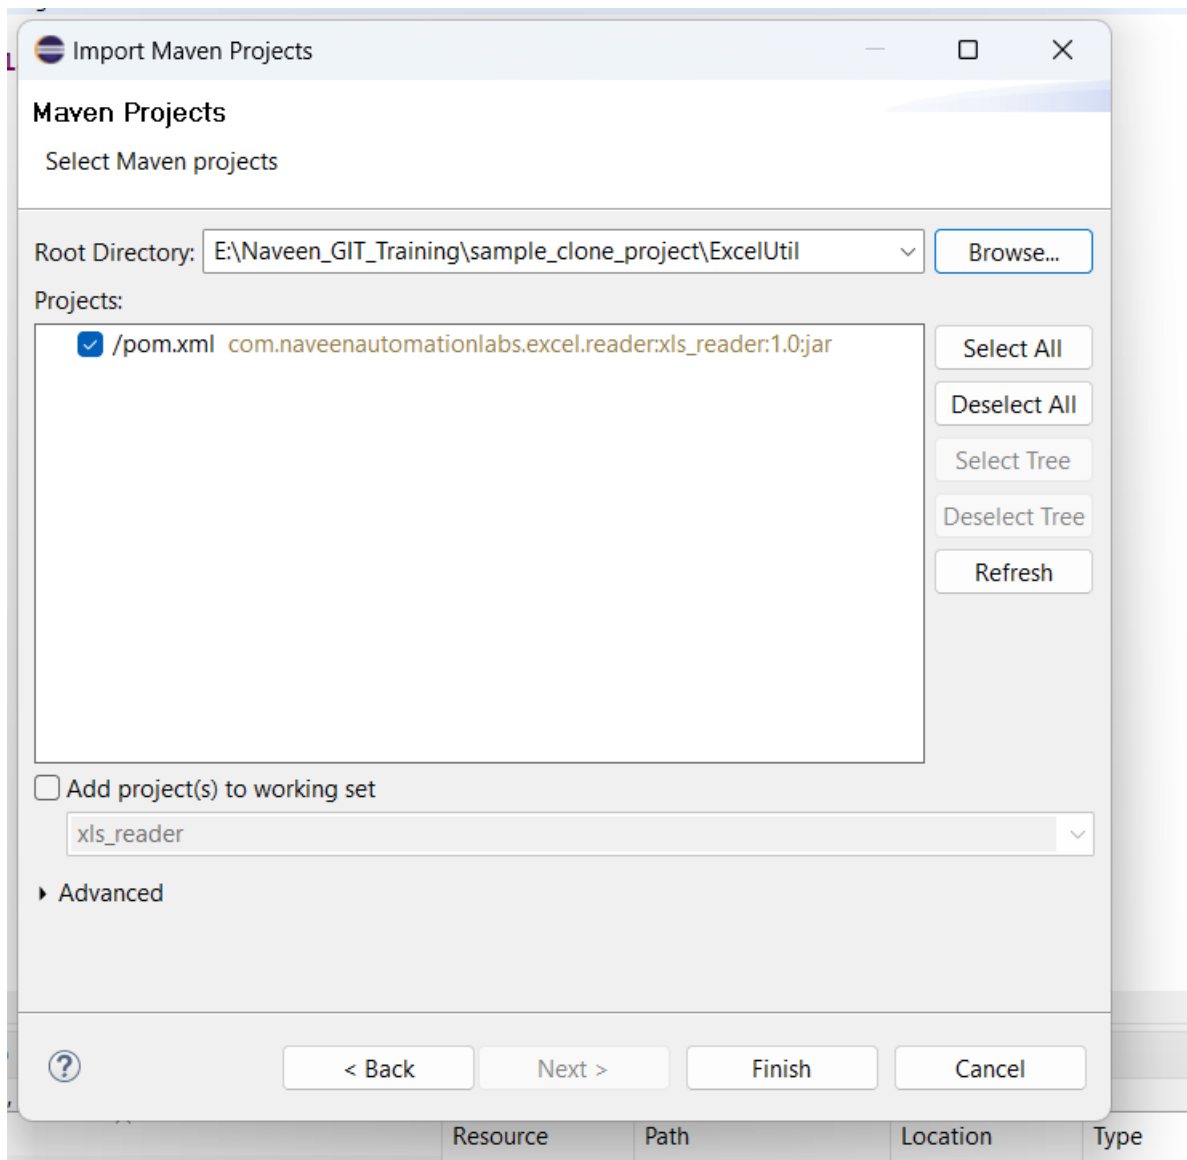 Import Maven Projects
Maven Projects
Select Maven projects
Root Directory: E:\Naveen_GIT_Training\sample_clone_project\ExcelUtil Browse...
Projects:
/pom.xml com.naveenautomationlabs.excel.reader:xls_reader:1.0:jar
Select All
Deselect All
Select Tree
Deselect Tree
Refresh
Add project(s) to working set
xls_reader
Advanced
? < Back Next > Finish Cancel
Resource Path Location Type